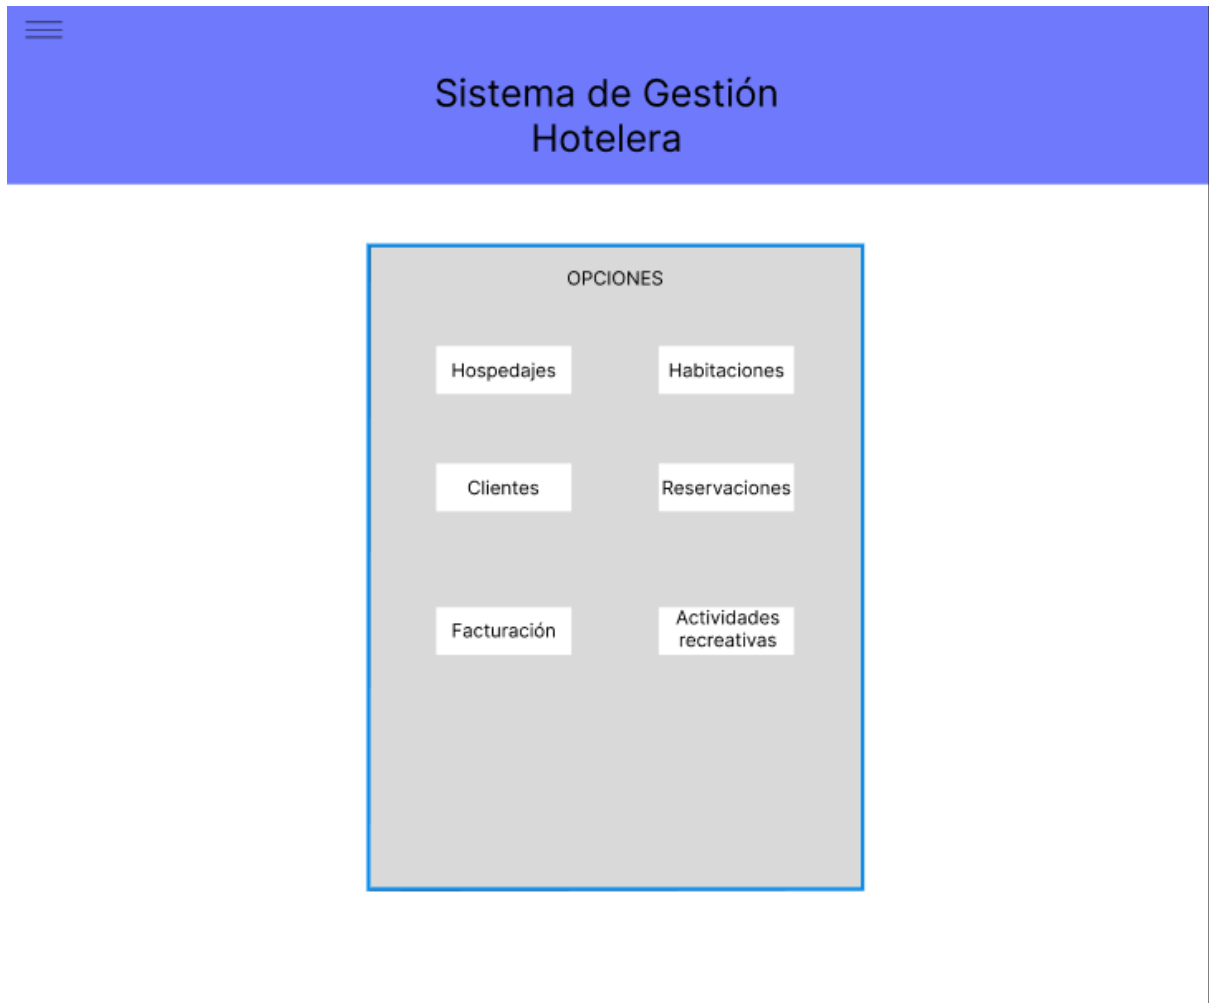 Sistema de Gestión
Hotelera
OPCIONES
Hospedajes
Habitaciones
Clientes
Reservaciones
Facturación
Actividades
recreativas